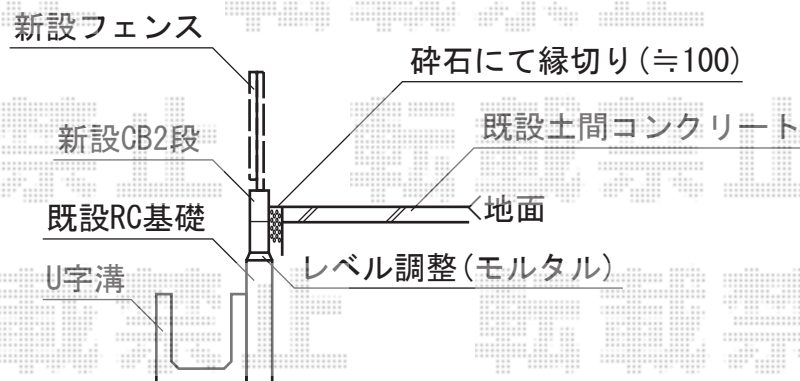 新設フェンス
砕石にて縁切り(≒100)
既設土間コンクリート
新設CB2段
既設RC基礎
地面
レベル調整(モルタル)
U字溝